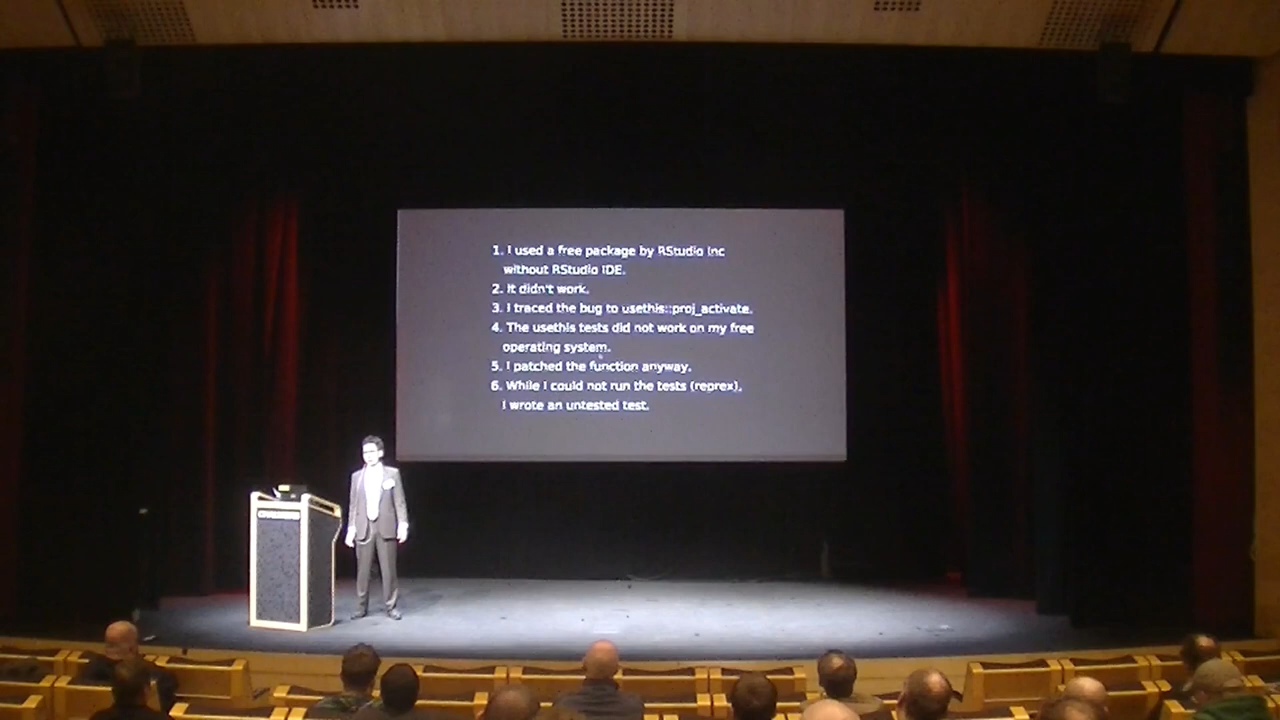 1. I used a free package by RStudio Inc
without RStudio IDE.
2. It didn't work.
3. I traced the bug to usethis::proj_activate.
4. The usethis tests did not work on my free
operating system.
5. I patched the function anyway.
6. While I could not run the tests (reprex),
I wrote an untested test.